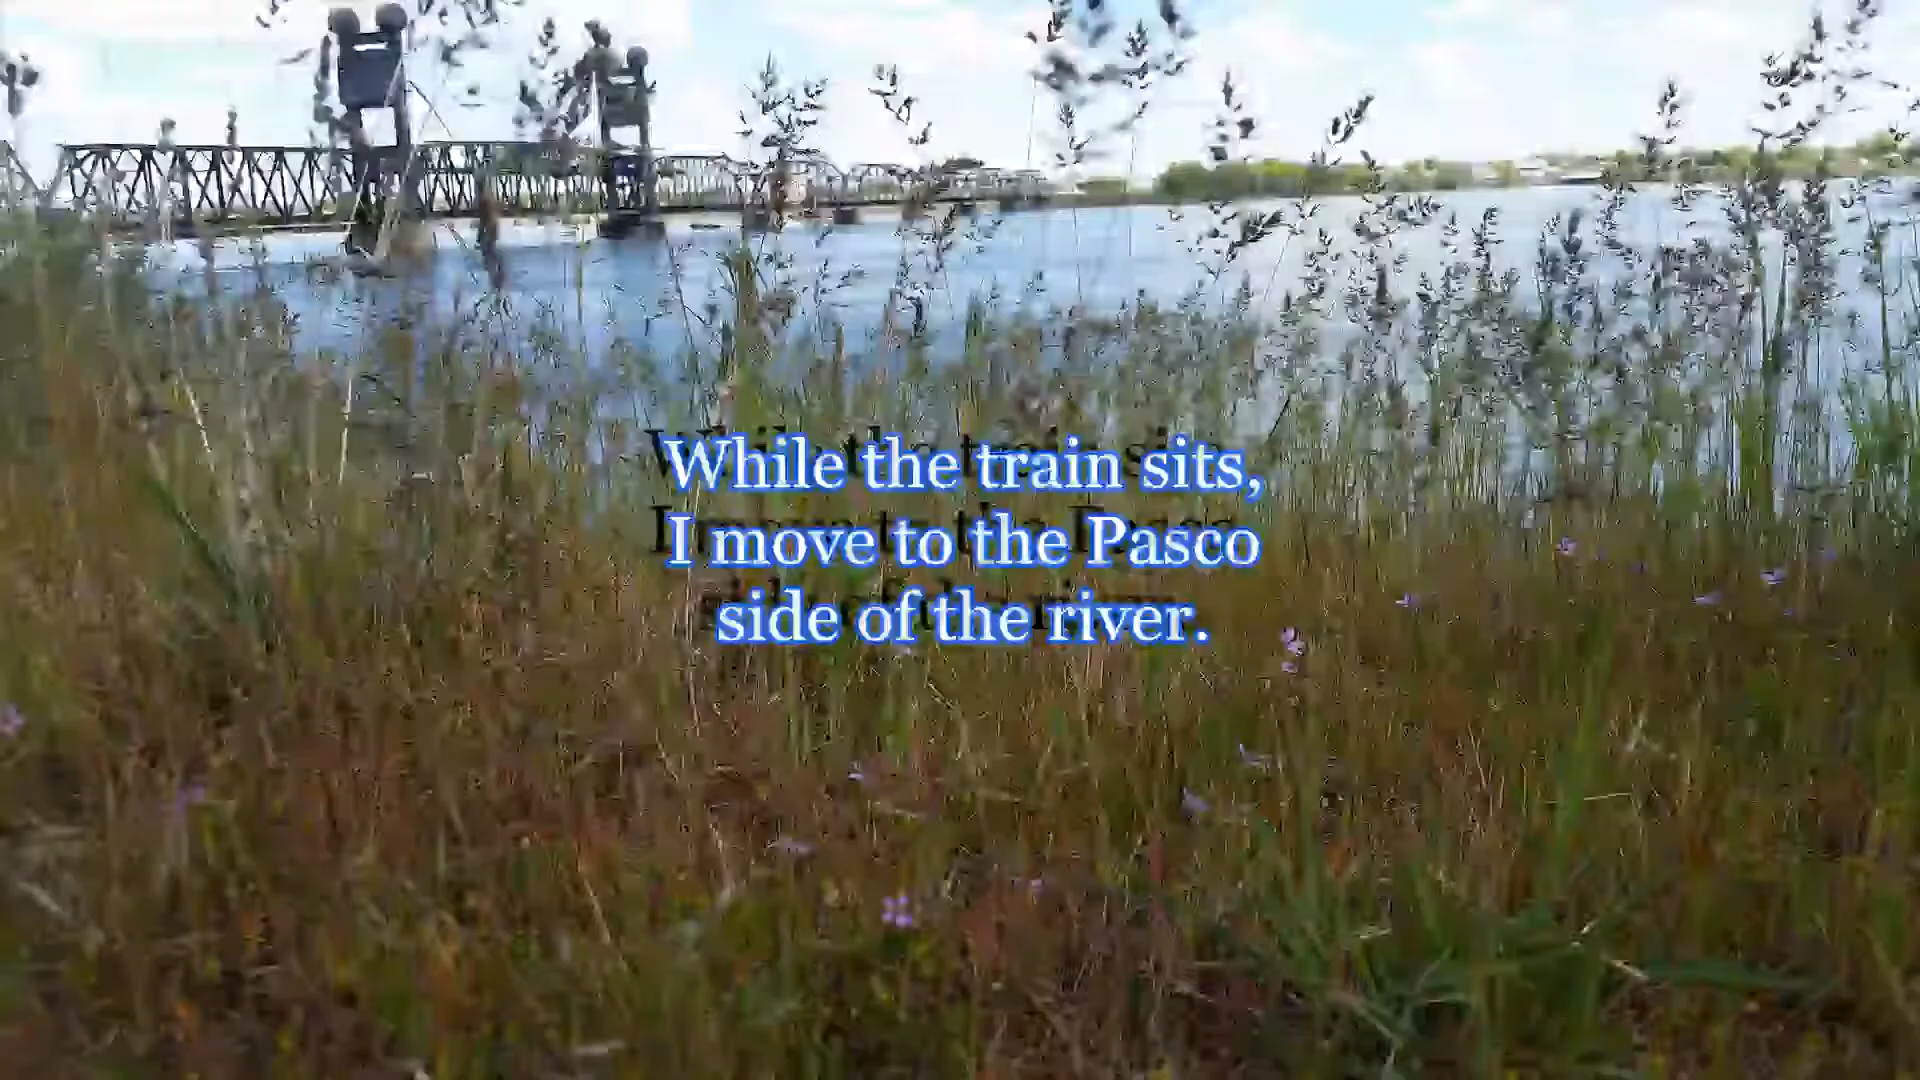 While the train sits,
I move to the Pasco
side of the river.